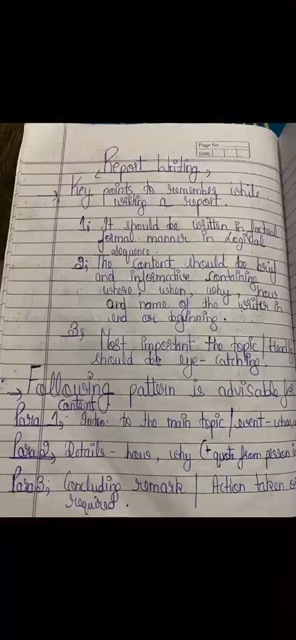 Page No.
Date
Report Writing
→ Key points to remember while
writing a report.
1; It should be written in factual
formal manner in logical
sequence.
2; The content should be brief
and informative containing
where, when, why, how
and name of the writer in
end or beginning.
3;
Most important the topic/
should be eye-catching.
:→ Following pattern is advisable for
Content
Para 1; Intro. to the main topic/event-
Para 2; Details - how, why (+ quote from person
Para 3; Concluding remark / Action taken or
required.